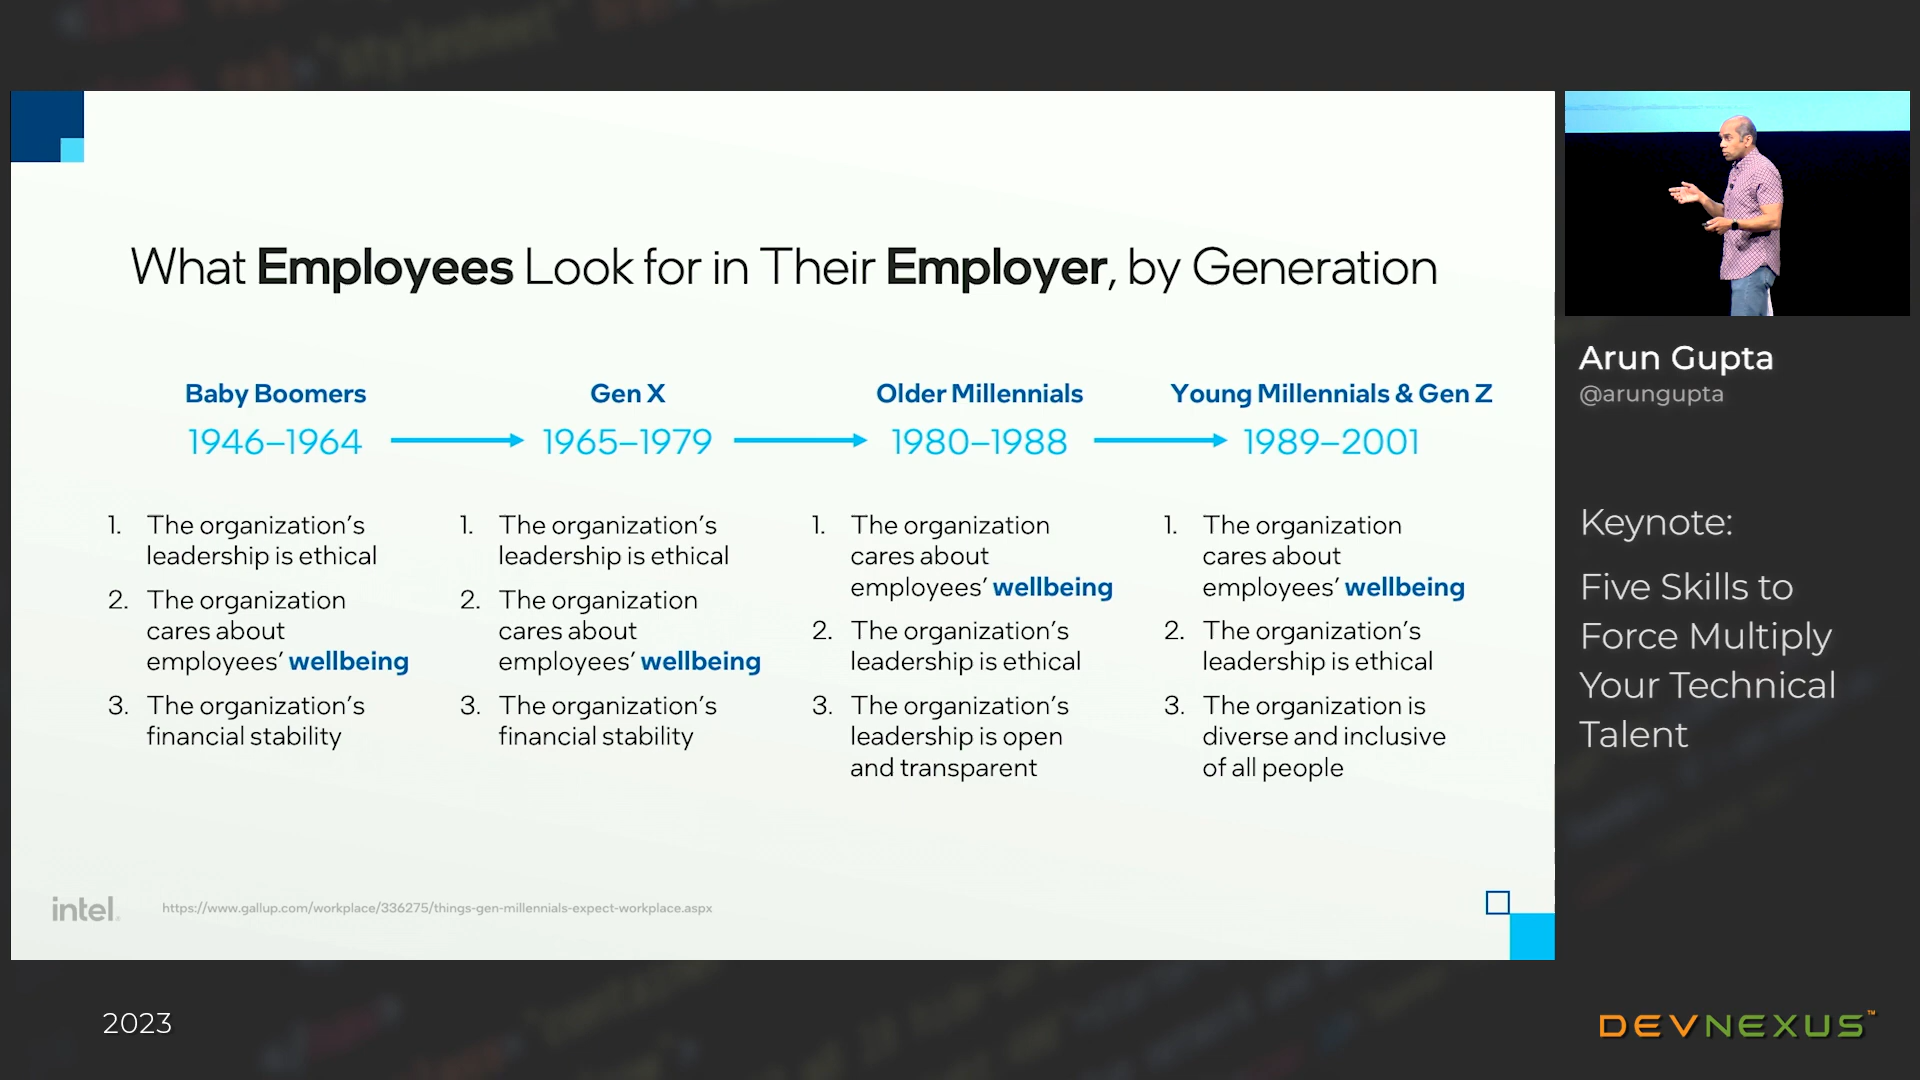 What Employees Look for in Their Employer, by Generation
Baby Boomers
1946–1964
1. The organization's
leadership is ethical
2. The organization
cares about
employees' wellbeing
3. The organization's
financial stability
Gen X
1965–1979
1. The organization's
leadership is ethical
2. The organization
cares about
employees' wellbeing
3. The organization's
financial stability
Older Millennials
1980–1988
1. The organization
cares about
employees' wellbeing
2. The organization's
leadership is ethical
3. The organization's
leadership is open
and transparent
Young Millennials & Gen Z
1989–2001
1. The organization
cares about
employees' wellbeing
2. The organization's
leadership is ethical
3. The organization is
diverse and inclusive
of all people
intel.
https://www.gallup.com/workplace/336275/things-gen-millennials-expect-workplace.aspx
Arun Gupta
@arungupta
Keynote:
Five Skills to
Force Multiply
Your Technical
Talent
2023
DEVNEXUS™